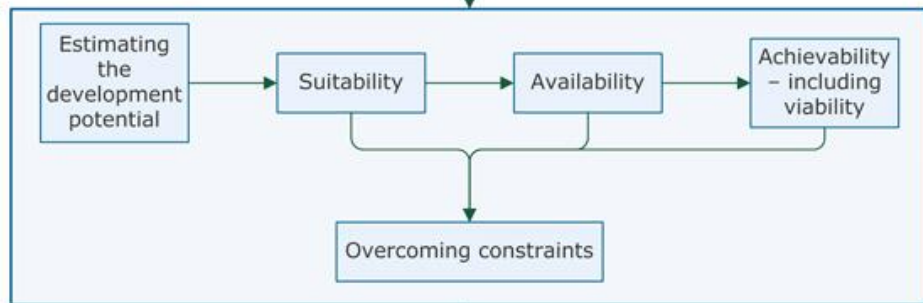 Estimating
the
development
potential
Suitability
Availability
Achievability
– including
viability
Overcoming constraints